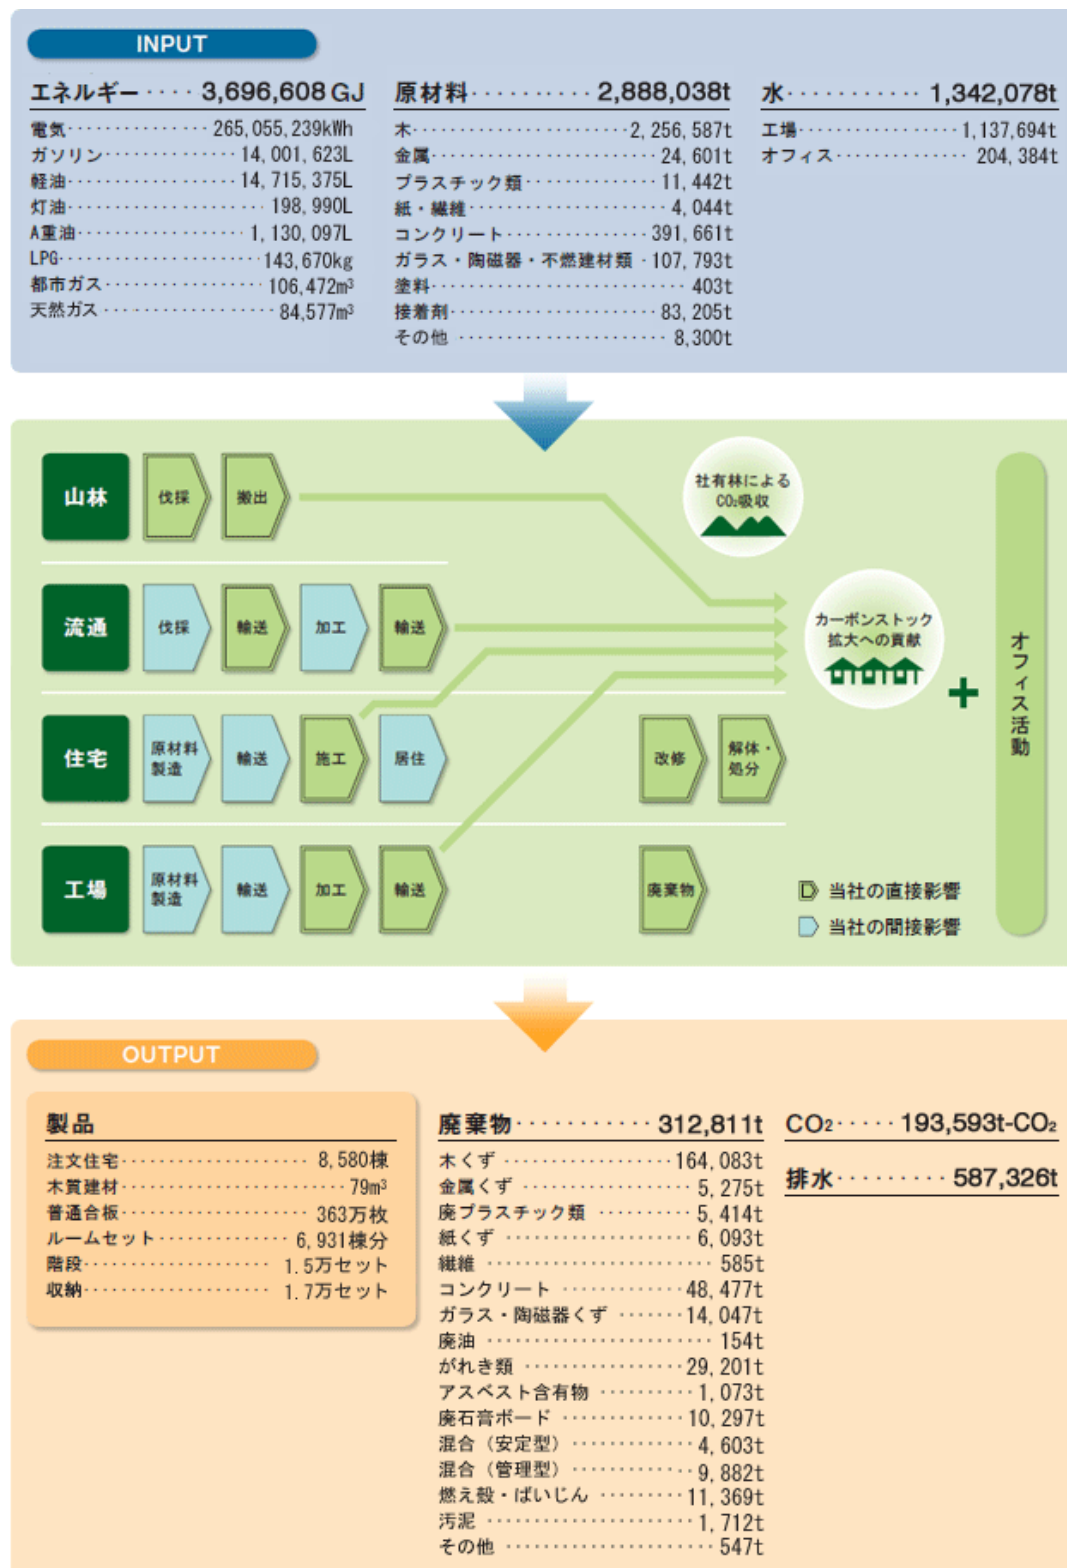 INPUT
エネルギー‥‥3,696,608 GJ
電気‥‥265,055,239kWh
ガソリン‥‥14,001,623L
軽油‥‥14,715,375L
灯油‥‥198,990L
A重油‥‥1,130,097L
LPG‥‥143,670kg
都市ガス‥‥106,472m³
天然ガス‥‥84,577m³
原材料‥‥2,888,038t
木‥‥2,256,587t
金属‥‥24,601t
プラスチック類‥‥11,442t
紙・繊維‥‥4,044t
コンクリート‥‥391,661t
ガラス・陶磁器・不燃建材類‥‥107,793t
塗料‥‥403t
接着剤‥‥83,205t
その他‥‥8,300t
水‥‥1,342,078t
工場‥‥1,137,694t
オフィス‥‥204,384t
山林
伐採
搬出
社有林による
CO₂吸収
流通
伐採
輸送
加工
輸送
カーボンストック
拡大への貢献
+
オフィス活動
住宅
原材料
製造
輸送
施工
居住
改修
解体・
処分
工場
原材料
製造
輸送
加工
輸送
廃棄物
当社の直接影響
当社の間接影響
OUTPUT
製品
注文住宅‥‥8,580棟
木質建材‥‥79m³
普通合板‥‥363万枚
ルームセット‥‥6,931棟分
階段‥‥1.5万セット
収納‥‥1.7万セット
廃棄物‥‥312,811t
木くず‥‥164,083t
金属くず‥‥5,275t
廃プラスチック類‥‥5,414t
紙くず‥‥6,093t
繊維‥‥585t
コンクリート‥‥48,477t
ガラス・陶磁器くず‥‥14,047t
廃油‥‥154t
がれき類‥‥29,201t
アスベスト含有物‥‥1,073t
廃石膏ボード‥‥10,297t
混合（安定型）‥‥4,603t
混合（管理型）‥‥9,882t
燃え殻・ばいじん‥‥11,369t
汚泥‥‥1,712t
その他‥‥547t
CO₂‥‥193,593t-CO₂
排水‥‥587,326t